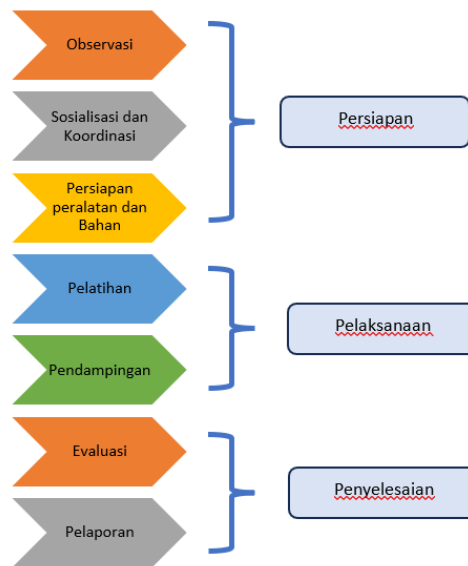 Observasi
Sosialisasi dan
Koordinasi
Persiapan
peralatan dan
Bahan
Persiapan
Pelatihan
Pendampingan
Pelaksanaan
Evaluasi
Pelaporan
Penyelesaian